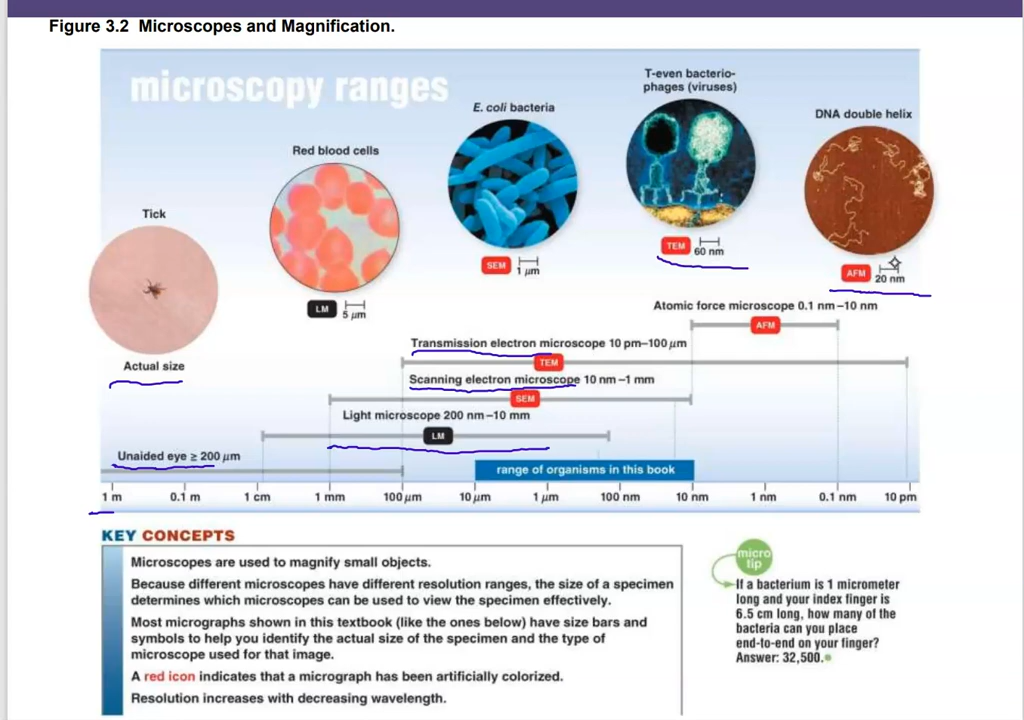 Figure 3.2 Microscopes and Magnification.
microscopy ranges
T-even bacterio-
phages (viruses)
E. coli bacteria
DNA double helix
Red blood cells
Tick
TEM 60 nm
SEM 1 μm
AFM 20 nm
LM 5 μm
Atomic force microscope 0.1 nm–10 nm
AFM
Transmission electron microscope 10 pm–100 μm
TEM
Actual size
Scanning electron microscope 10 nm–1 mm
SEM
Light microscope 200 nm–10 mm
LM
Unaided eye ≥ 200 μm
range of organisms in this book
1 m 0.1 m 1 cm 1 mm 100 μm 10 μm 1 μm 100 nm 10 nm 1 nm 0.1 nm 10 pm
KEY CONCEPTS
Microscopes are used to magnify small objects.
Because different microscopes have different resolution ranges, the size of a specimen
determines which microscopes can be used to view the specimen effectively.
Most micrographs shown in this textbook (like the ones below) have size bars and
symbols to help you identify the actual size of the specimen and the type of
microscope used for that image.
A red icon indicates that a micrograph has been artificially colorized.
Resolution increases with decreasing wavelength.
micro
tip
If a bacterium is 1 micrometer
long and your index finger is
6.5 cm long, how many of the
bacteria can you place
end-to-end on your finger?
Answer: 32,500.